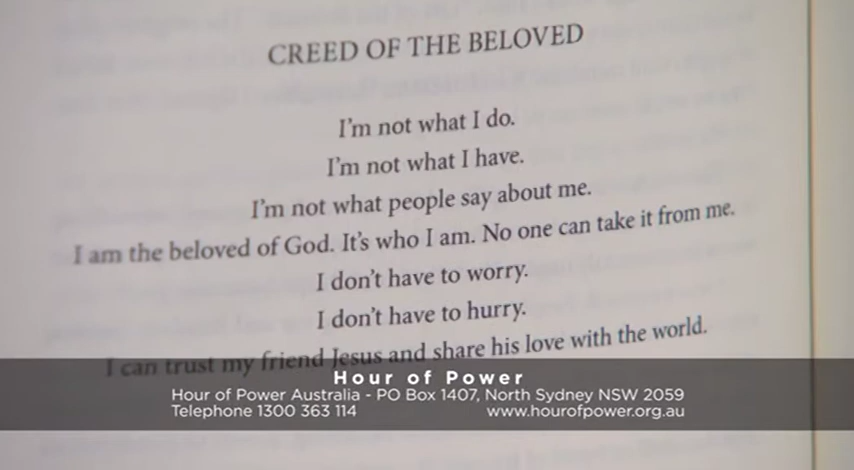 CREED OF THE BELOVED
I'm not what I do.
I'm not what I have.
I'm not what people say about me.
I am the beloved of God. It's who I am. No one can take it from me.
I don't have to worry.
I don't have to hurry.
I can trust my friend Jesus and share his love with the world.
Hour of Power
Hour of Power Australia - PO Box 1407, North Sydney NSW 2059
Telephone 1300 363 114 www.hourofpower.org.au